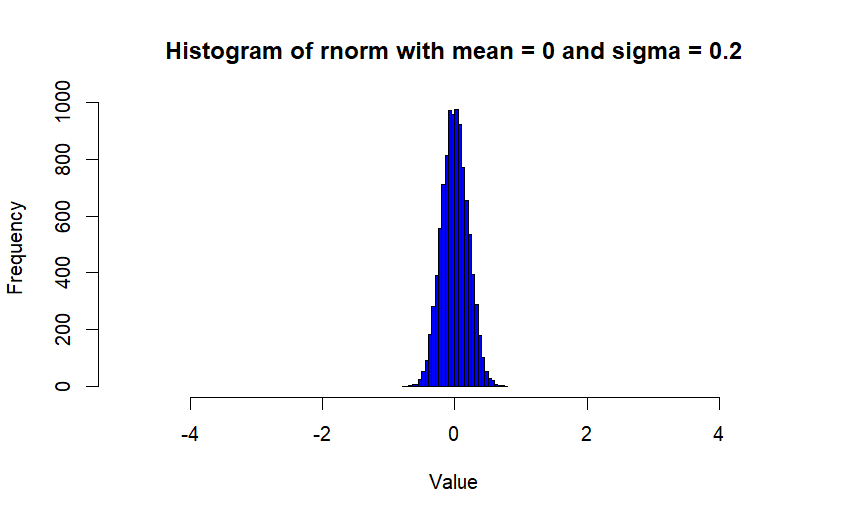 Histogram of rnorm with mean = 0 and sigma = 0.2
Frequency
1000
800
600
400
200
0
-4 -2 0 2 4
Value